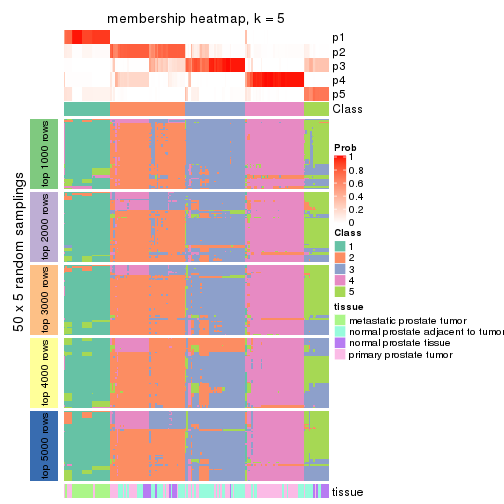 membership heatmap, k = 5
p1
p2
p3
p4
p5
Class
50 x 5 random samplings
top 1000 rows
top 2000 rows
top 3000 rows
top 4000 rows
top 5000 rows
tissue
Prob
1
0.8
0.6
0.4
0.2
0
Class
1
2
3
4
5
tissue
metastatic prostate tumor
normal prostate adjacent to tumor
normal prostate tissue
primary prostate tumor